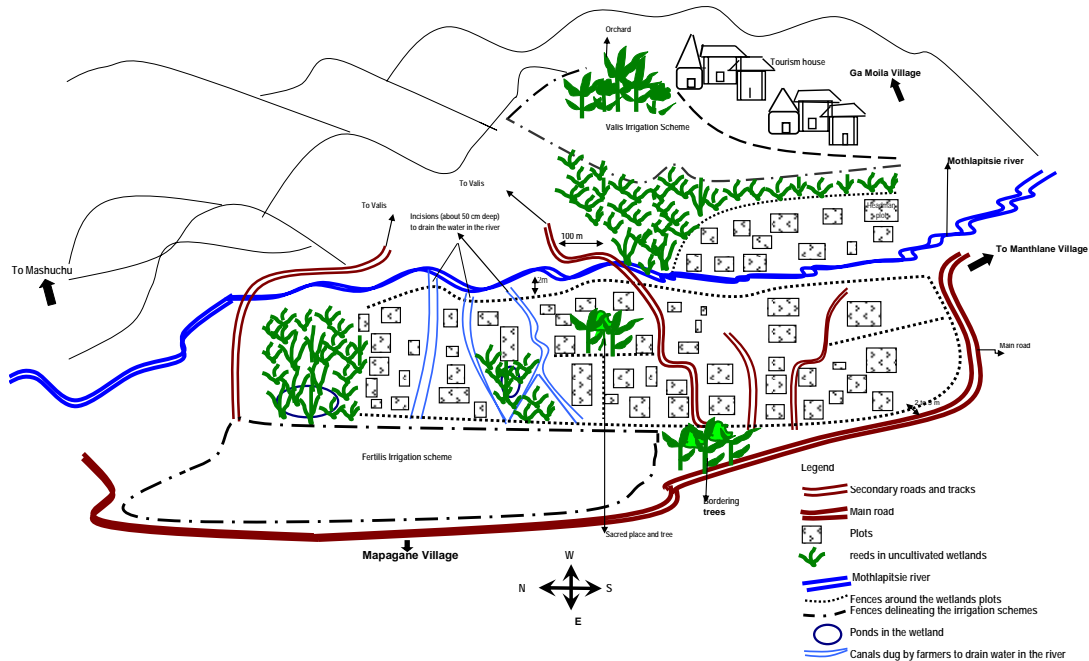 Orchard
Tourism house
Ga Moila Village
Valis Irrigation Scheme
Mothlapitsie river
To Valis
To Valis
Incisions (about 50 cm deep)
to drain the water in the river
Headman
plots
100 m
To Manthlane Village
To Mashuchu
2m
Main road
2 to 3 m
Fertilis Irrigation scheme
Bordering
trees
Sacred place and tree
Mapagane Village
W
N
S
E
Legend
Secondary roads and tracks
Main road
Plots
reeds in uncultivated wetlands
Mothlapitsie river
Fences around the wetlands plots
Fences delineating the irrigation schemes
Ponds in the wetland
Canals dug by farmers to drain water in the river